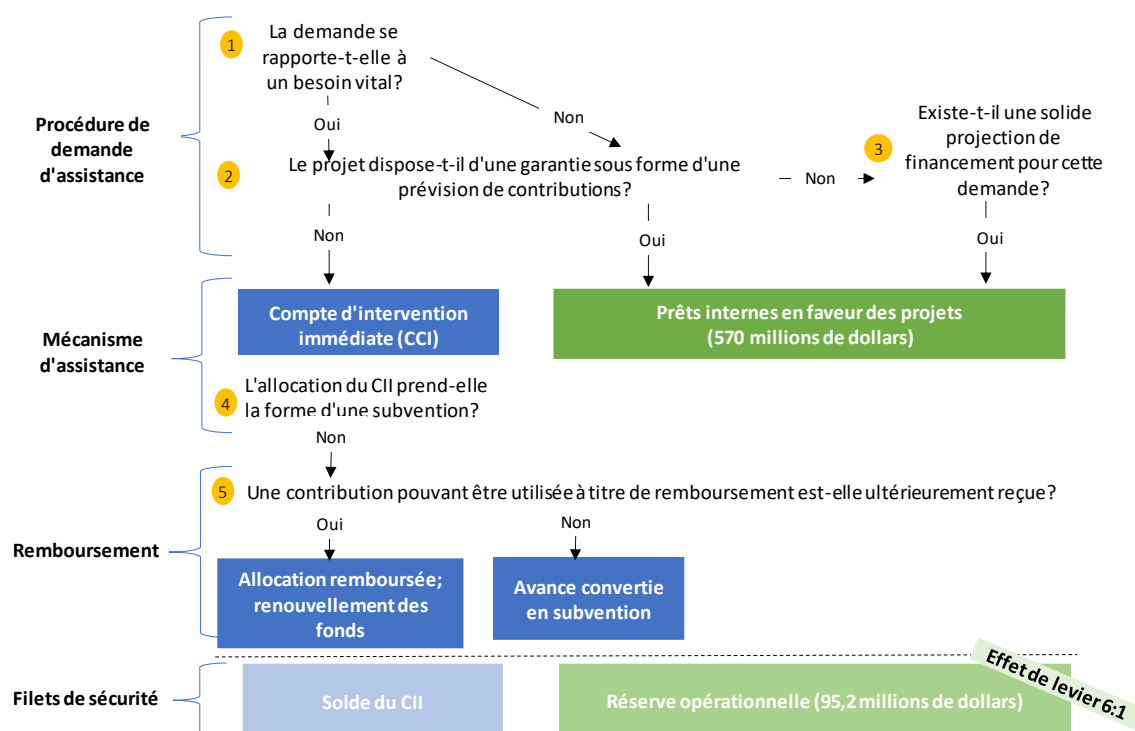 1
La demande se
rapporte-t-elle à
un besoin vital?
Oui
Non
Procédure de
demande
d'assistance
2
Le projet dispose-t-il d'une garantie sous forme d'une
prévision de contributions?
Non
3
Existe-t-il une solide
projection de
financement pour cette
demande?
Non
Oui
Oui
Mécanisme
d'assistance
Compte d'intervention
immédiate (CCI)
Prêts internes en faveur des projets
(570 millions de dollars)
4
L'allocation du CII prend-elle
la forme d'une subvention?
Non
Remboursement
5
Une contribution pouvant être utilisée à titre de remboursement est-elle ultérieurement reçue?
Oui
Non
Allocation remboursée;
renouvellement des
fonds
Avance convertie
en subvention
Filets de sécurité
Solde du CII
Réserve opérationnelle (95,2 millions de dollars)
Effet de levier 6:1